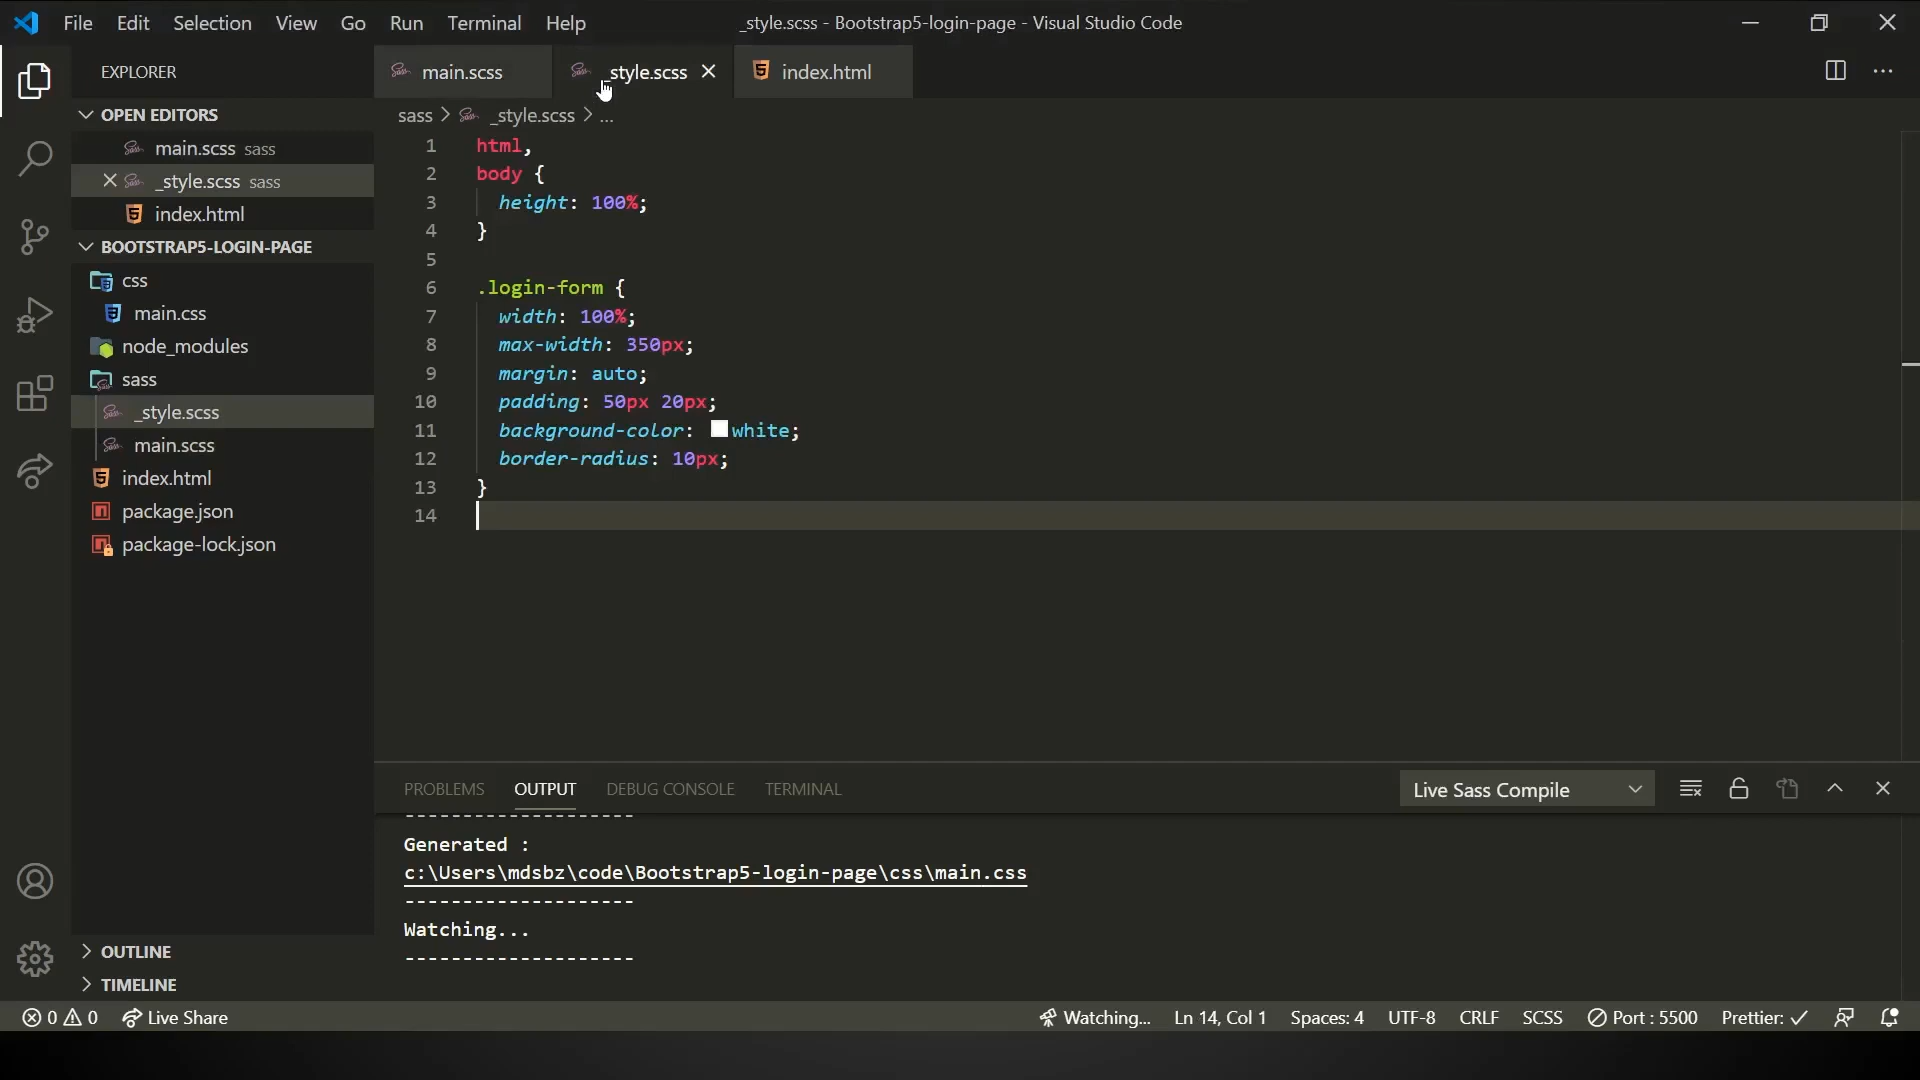 File Edit Selection View Go Run Terminal Help
_style.scss - Bootstrap5-login-page - Visual Studio Code
EXPLORER
OPEN EDITORS
main.scss sass
_style.scss sass
index.html
BOOTSTRAP5-LOGIN-PAGE
css
main.css
node_modules
sass
_style.scss
main.scss
index.html
package.json
package-lock.json
OUTLINE
TIMELINE
main.scss
_style.scss
index.html
sass > _style.scss > ...
1 html,
2 body {
3 height: 100%;
4 }
5
6 .login-form {
7 width: 100%;
8 max-width: 350px;
9 margin: auto;
10 padding: 50px 20px;
11 background-color: white;
12 border-radius: 10px;
13 }
14
PROBLEMS OUTPUT DEBUG CONSOLE TERMINAL
Live Sass Compile
--------------------
Generated :
c:\Users\mdsbz\code\Bootstrap5-login-page\css\main.css
--------------------
Watching...
--------------------
0 0 Live Share
Watching... Ln 14, Col 1 Spaces: 4 UTF-8 CRLF SCSS Port : 5500 Prettier: ✓